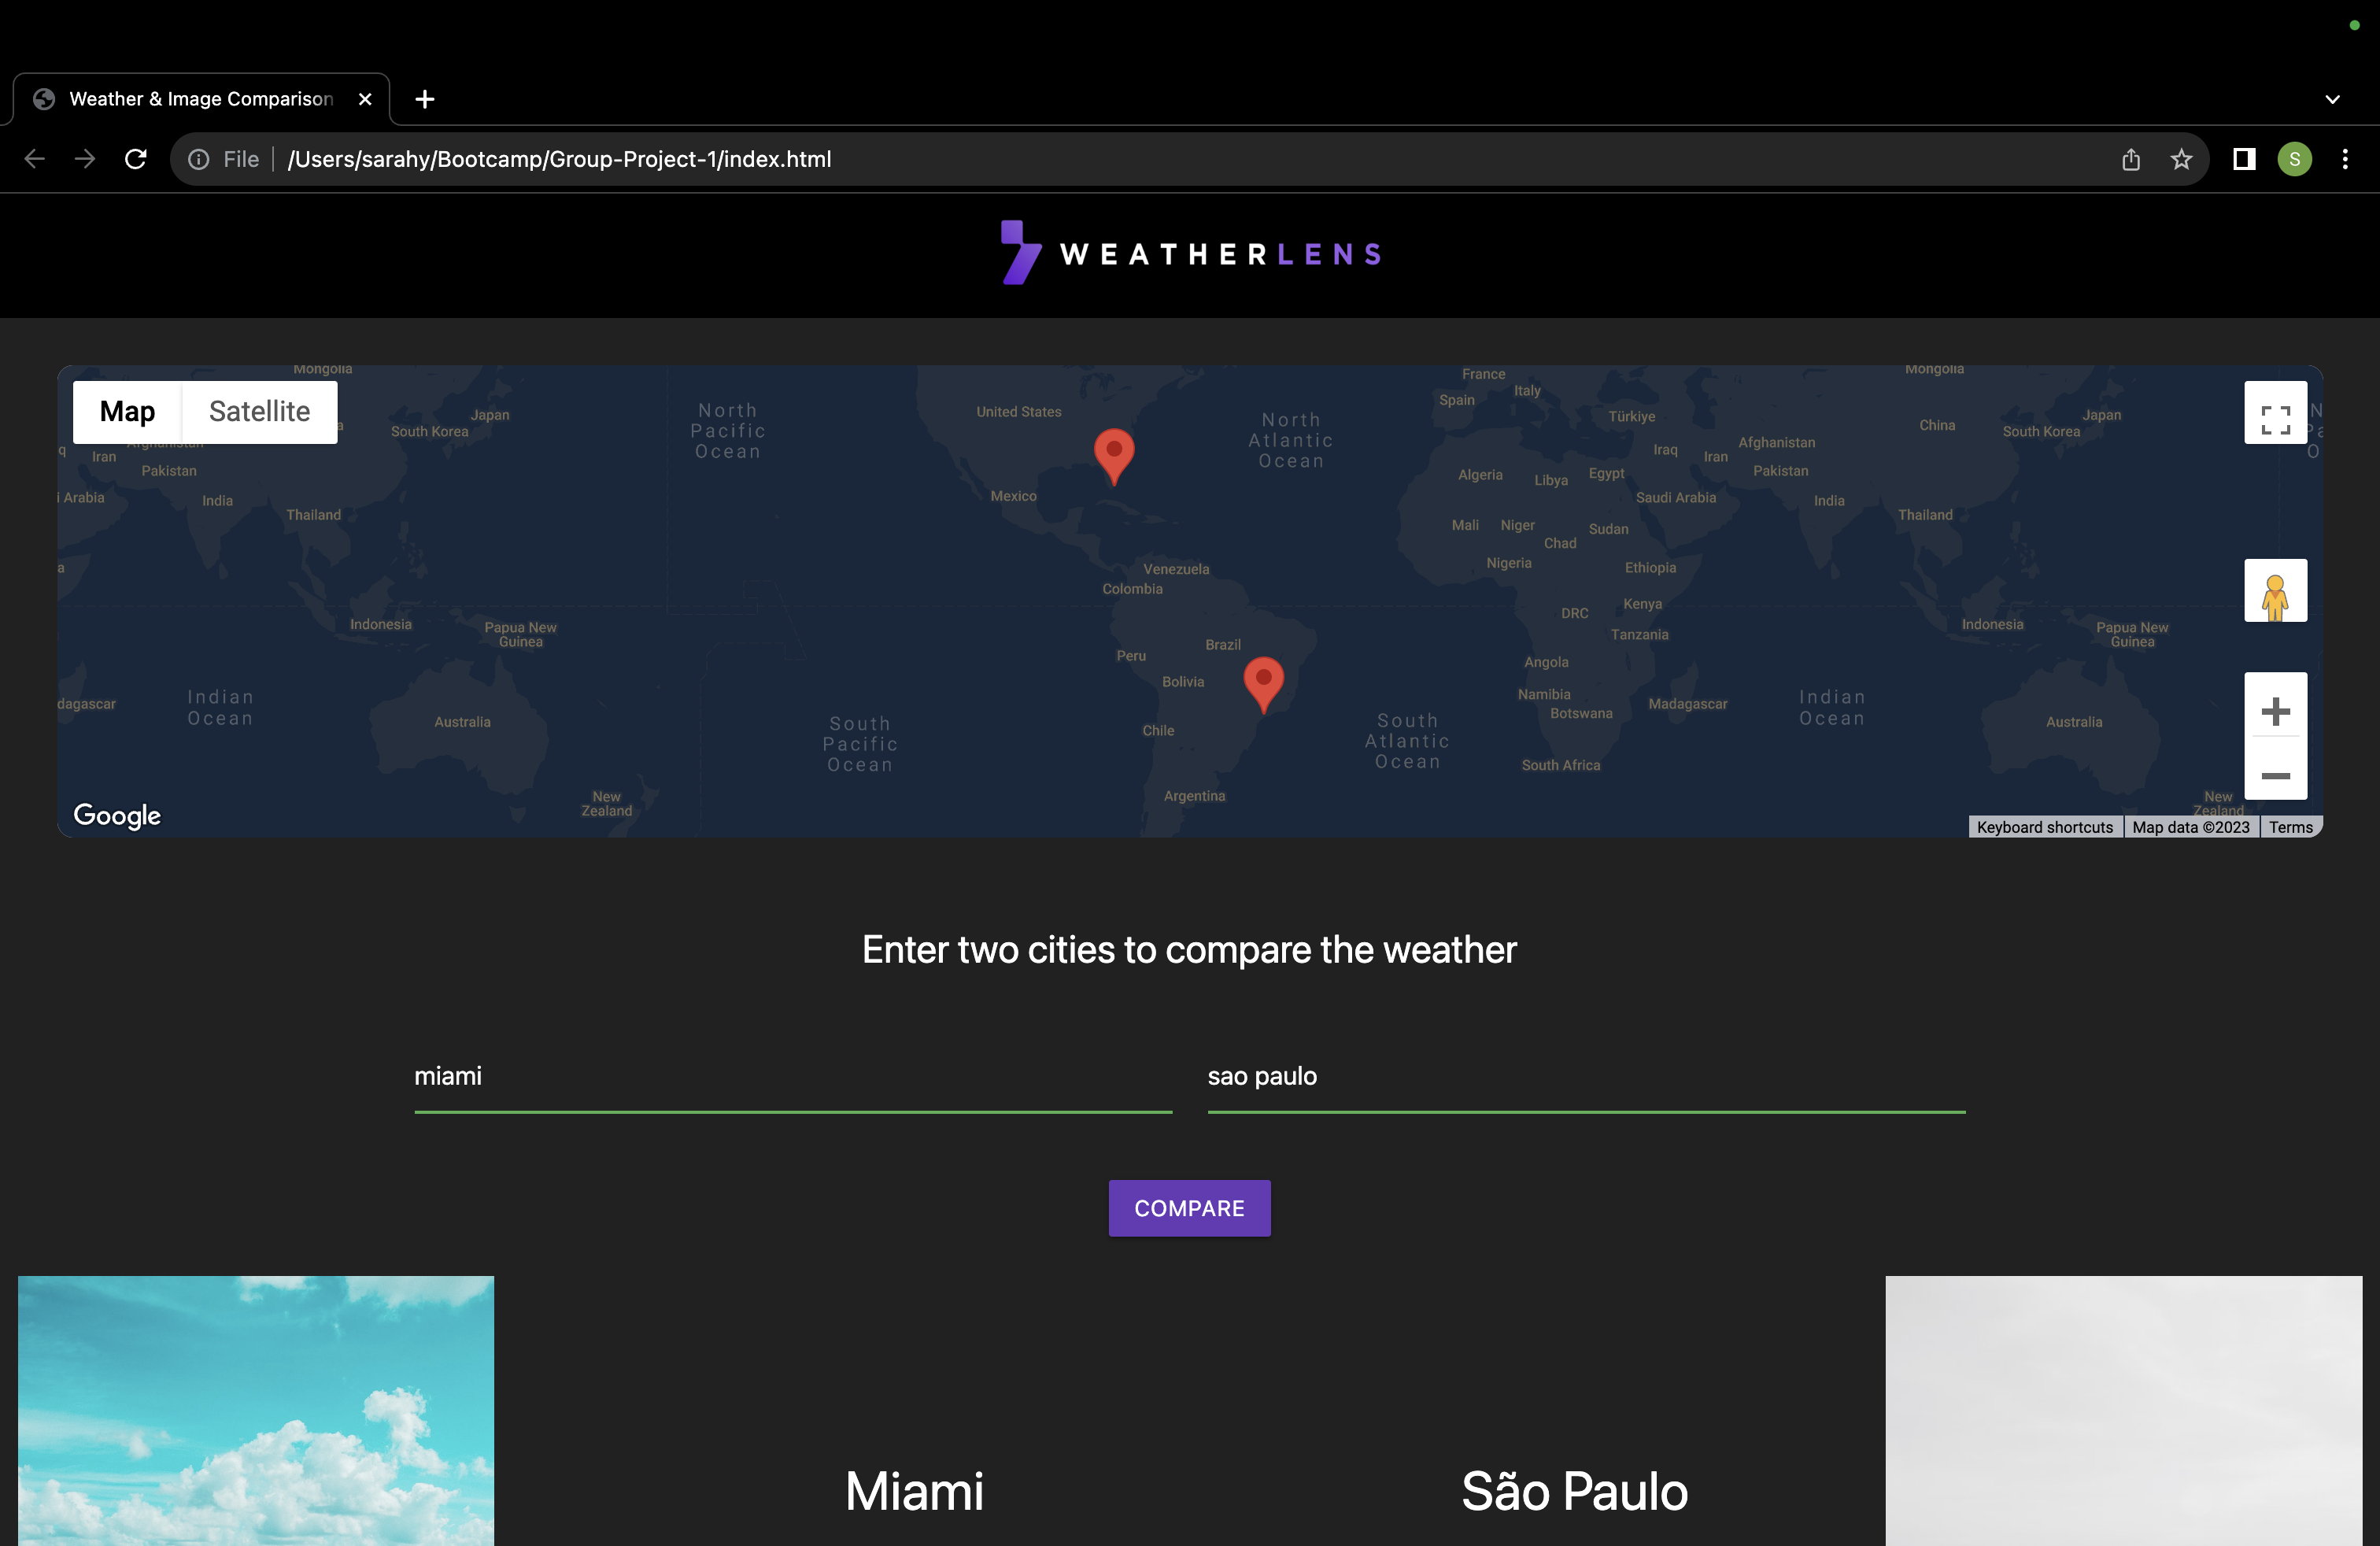 Weather & Image Comparison
File /Users/sarahy/Bootcamp/Group-Project-1/index.html
S
WEATHERLENS
Map Satellite
Mongolia
Japan
South Korea
Afghanistan
Iran
Pakistan
i Arabia
India
Thailand
Indonesia
Papua New
Guinea
dagascar
Indian
Ocean
Australia
New
Zealand
North
Pacific
Ocean
South
Pacific
Ocean
United States
Mexico
Venezuela
Colombia
Brazil
Peru
Bolivia
Chile
Argentina
North
Atlantic
Ocean
South
Atlantic
Ocean
France
Italy
Spain
Türkiye
Iraq
Iran
Afghanistan
Pakistan
Algeria
Libya
Egypt
Saudi Arabia
Mali
Niger
Sudan
Chad
Nigeria
Ethiopia
DRC
Kenya
Tanzania
Angola
Namibia
Botswana
Madagascar
South Africa
Mongolia
China
Japan
South Korea
India
Thailand
Indonesia
Papua New
Guinea
Indian
Ocean
Australia
New
Zealand
Google
Keyboard shortcuts Map data ©2023 Terms
Enter two cities to compare the weather
miami
sao paulo
COMPARE
Miami
São Paulo